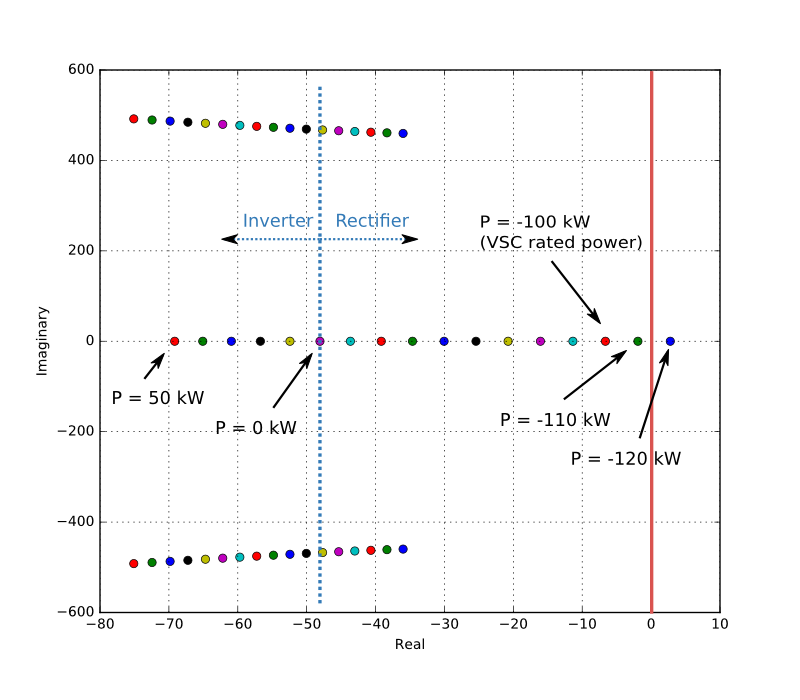 600
400
200
0
−200
−400
−600
Imaginary
Inverter
Rectifier
P = -100 kW
(VSC rated power)
P = 50 kW
P = 0 kW
P = -110 kW
P = -120 kW
−80
−70
−60
−50
−40
−30
−20
−10
0
10
Real